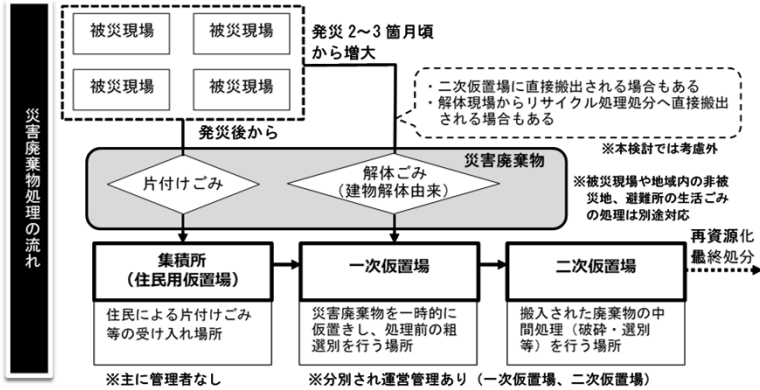 災害廃棄物処理の流れ
被災現場
被災現場
被災現場
被災現場
発災2～3箇月頃
から増大
・二次仮置場に直接搬出される場合もある
・解体現場からリサイクル処理処分へ直接搬出
される場合もある
※本検討では考慮外
発災後から
災害廃棄物
片付けごみ
解体ごみ
（建物解体由来）
※被災現場や地域内の非被
災地、避難所の生活ごみ
の処理は別途対応
集積所
（住民用仮置場）
一次仮置場
二次仮置場
再資源化
最終処分
住民による片付けごみ
等の受け入れ場所
災害廃棄物を一時的に
仮置きし、処理前の粗
選別を行う場所
搬入された廃棄物の中
間処理（破砕・選別
等）を行う場所
※主に管理者なし
※分別され運営管理あり（一次仮置場、二次仮置場）